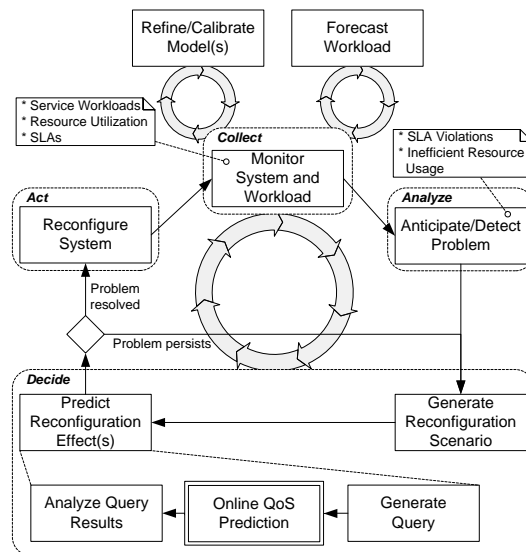 Refine/Calibrate
Model(s)
Forecast
Workload
* Service Workloads
* Resource Utilization
* SLAs
Collect
Monitor
System and
Workload
* SLA Violations
* Inefficient Resource
Usage
Act
Reconfigure
System
Analyze
Anticipate/Detect
Problem
Problem
resolved
Problem persists
Decide
Predict
Reconfiguration
Effect(s)
Generate
Reconfiguration
Scenario
Analyze Query
Results
Online QoS
Prediction
Generate
Query